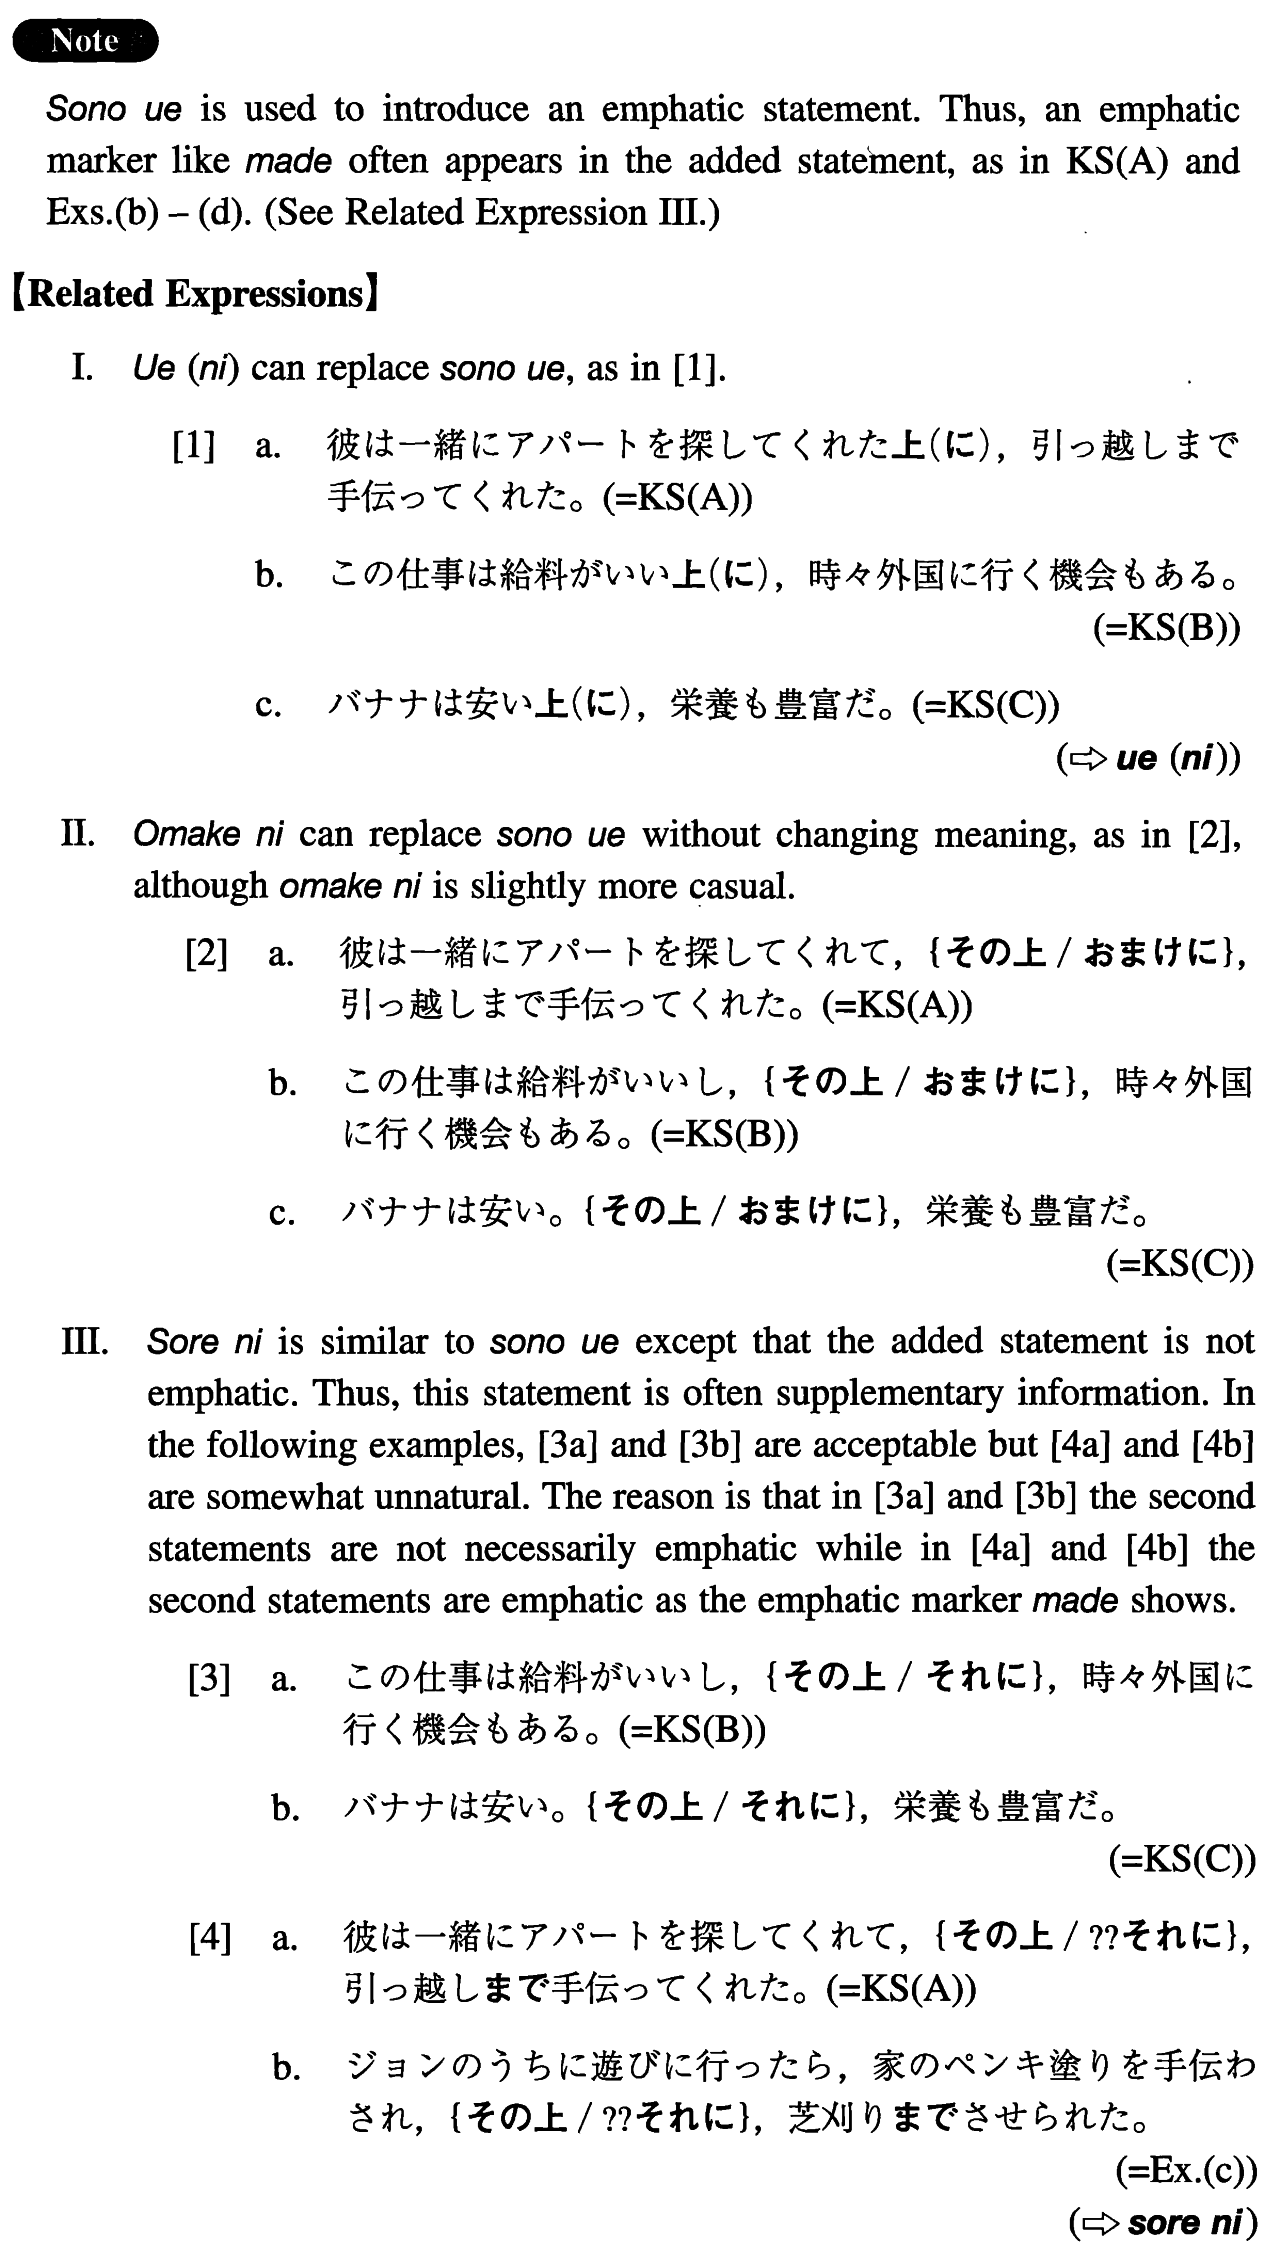 Note
Sono ue is used to introduce an emphatic statement. Thus, an emphatic
marker like made often appears in the added statement, as in KS(A) and
Exs.(b) – (d). (See Related Expression III.)
【Related Expressions】
I. Ue (ni) can replace sono ue, as in [1].
[1] a. 彼は一緒にアパートを探してくれた上(に)，引っ越しまで
手伝ってくれた。(=KS(A))
b. この仕事は給料がいい上(に)，時々外国に行く機会もある。
(=KS(B))
c. バナナは安い上(に)，栄養も豊富だ。(=KS(C))
(⇨ ue (ni))
II. Omake ni can replace sono ue without changing meaning, as in [2],
although omake ni is slightly more casual.
[2] a. 彼は一緒にアパートを探してくれて，{その上 / おまけに}，
引っ越しまで手伝ってくれた。(=KS(A))
b. この仕事は給料がいいし，{その上 / おまけに}，時々外国
に行く機会もある。(=KS(B))
c. バナナは安い。{その上 / おまけに}，栄養も豊富だ。
(=KS(C))
III. Sore ni is similar to sono ue except that the added statement is not
emphatic. Thus, this statement is often supplementary information. In
the following examples, [3a] and [3b] are acceptable but [4a] and [4b]
are somewhat unnatural. The reason is that in [3a] and [3b] the second
statements are not necessarily emphatic while in [4a] and [4b] the
second statements are emphatic as the emphatic marker made shows.
[3] a. この仕事は給料がいいし，{その上 / それに}，時々外国に
行く機会もある。(=KS(B))
b. バナナは安い。{その上 / それに}，栄養も豊富だ。
(=KS(C))
[4] a. 彼は一緒にアパートを探してくれて，{その上 / ??それに}，
引っ越しまで手伝ってくれた。(=KS(A))
b. ジョンのうちに遊びに行ったら，家のペンキ塗りを手伝わ
され，{その上 / ??それに}，芝刈りまでさせられた。
(=Ex.(c))
(⇨ sore ni)